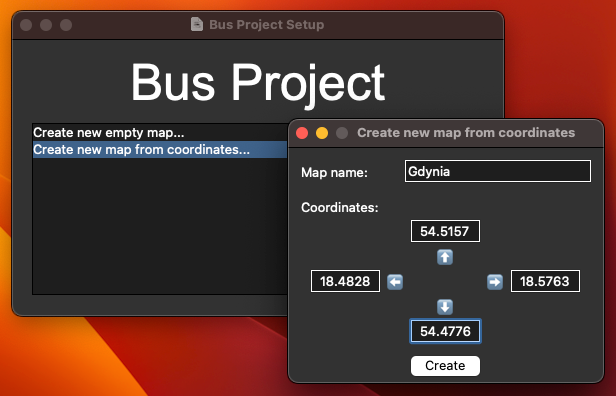 Bus Project Setup
Bus Project
Create new empty map...
Create new map from coordinates...
Create new map from coordinates
Map name:
Gdynia
Coordinates:
54.5157
18.4828
18.5763
54.4776
Create